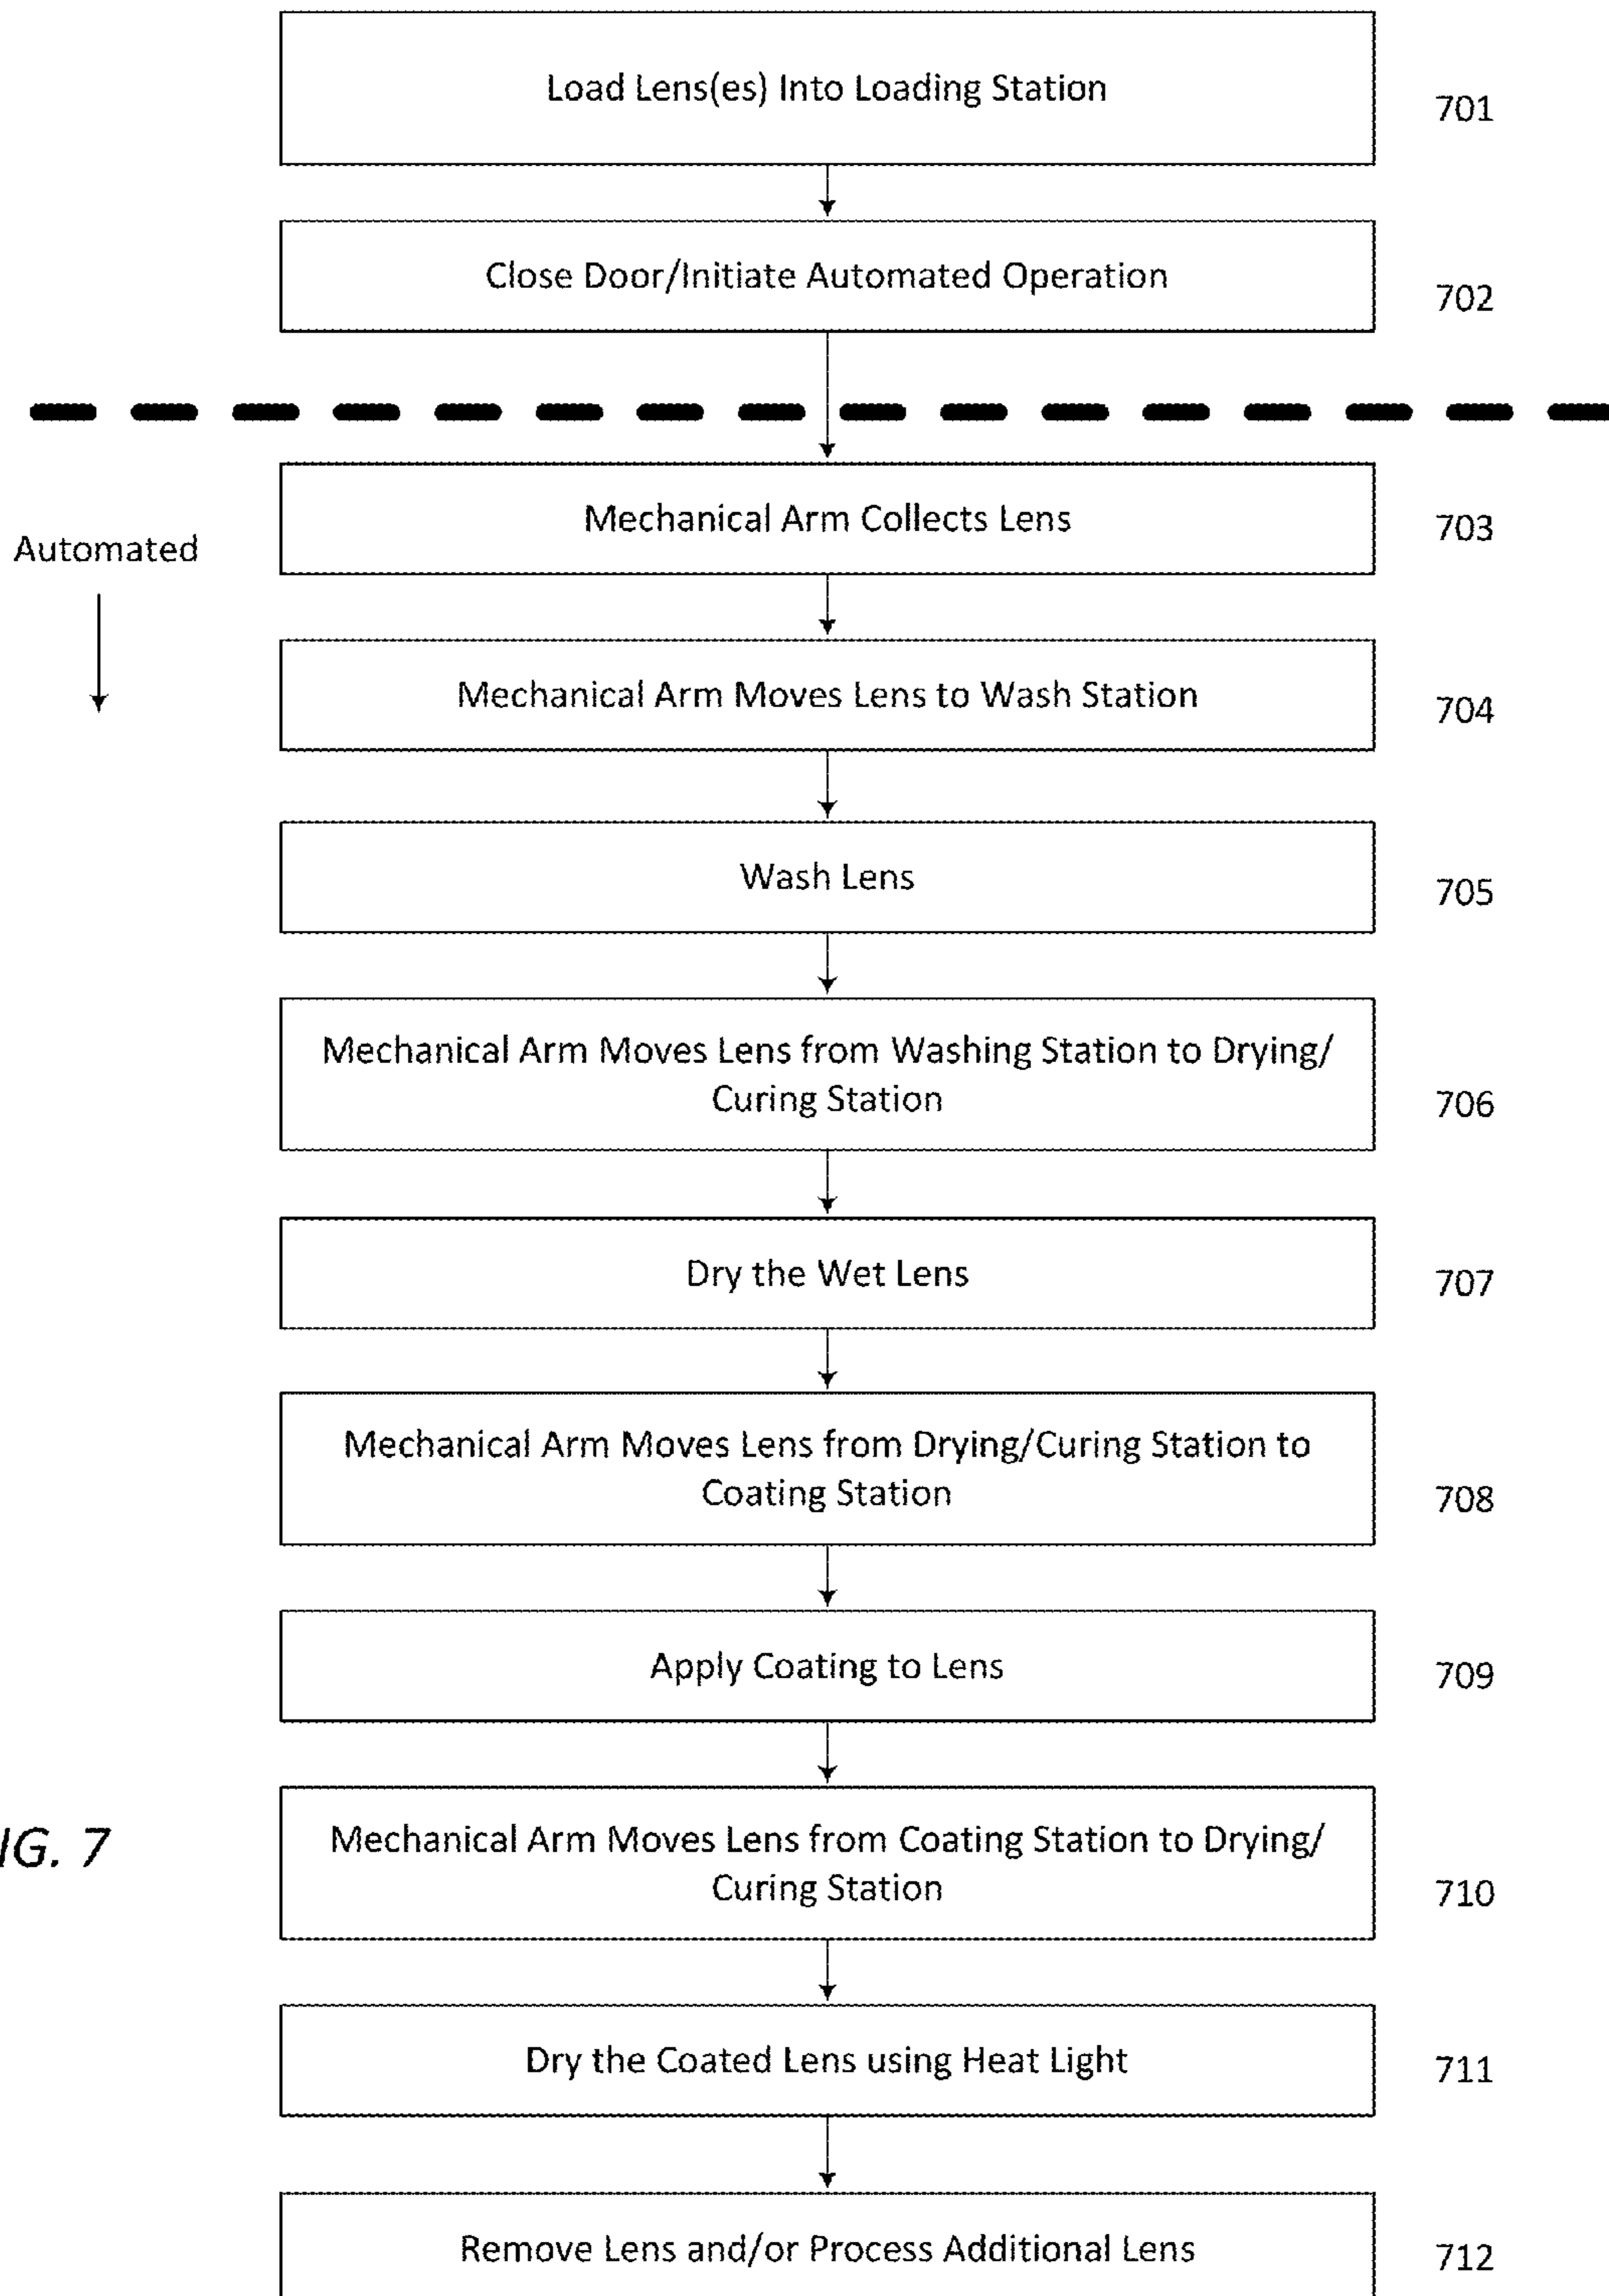 Load Lens(es) Into Loading Station
701
Close Door/Initiate Automated Operation
702
Mechanical Arm Collects Lens
703
Automated
Mechanical Arm Moves Lens to Wash Station
704
Wash Lens
705
Mechanical Arm Moves Lens from Washing Station to Drying/
Curing Station
706
Dry the Wet Lens
707
Mechanical Arm Moves Lens from Drying/Curing Station to
Coating Station
708
Apply Coating to Lens
709
IG. 7
Mechanical Arm Moves Lens from Coating Station to Drying/
Curing Station
710
Dry the Coated Lens using Heat Light
711
Remove Lens and/or Process Additional Lens
712